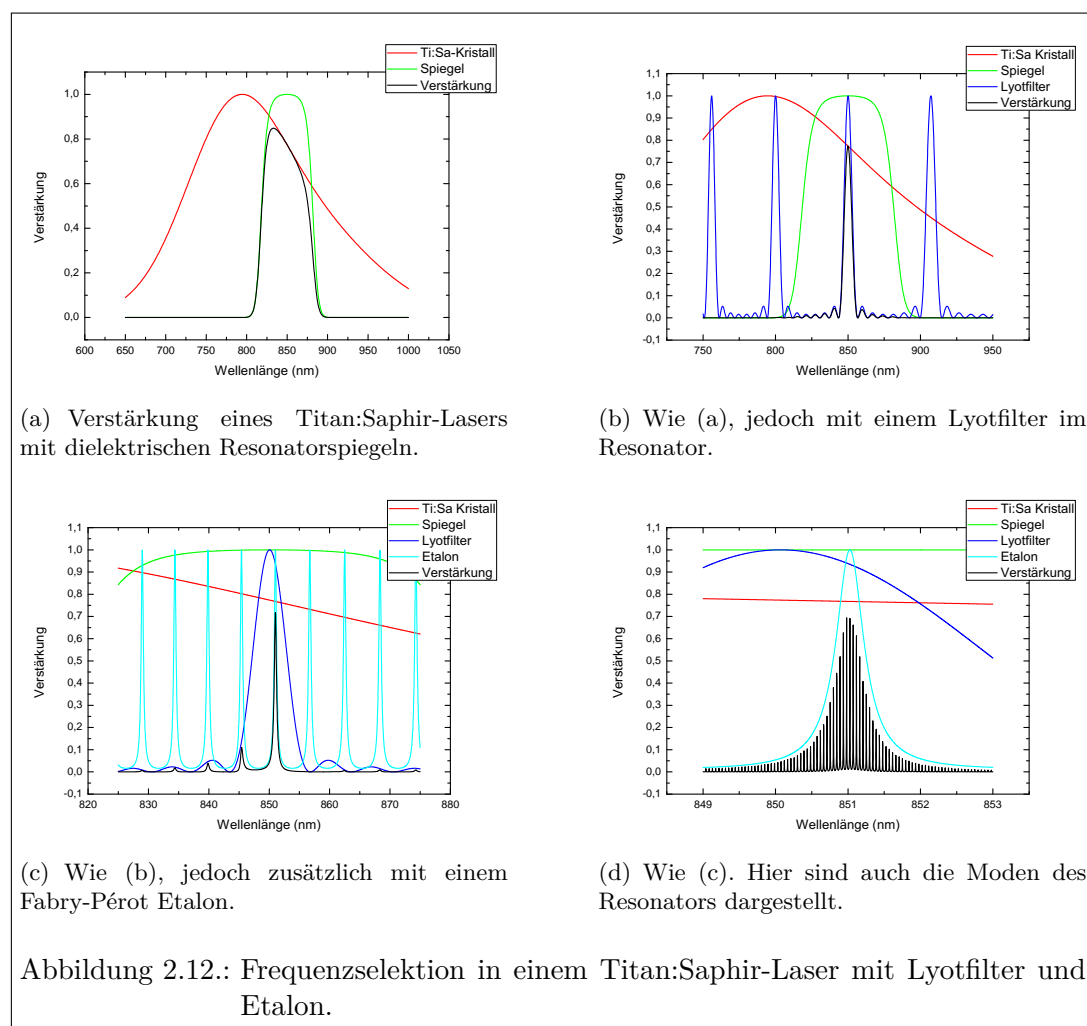 Ti:Sa-Kristall
Spiegel
Verstärkung
1,0
0,8
0,6
0,4
0,2
0,0
Verstärkung
600 650 700 750 800 850 900 950 1000 1050
Wellenlänge (nm)
(a) Verstärkung eines Titan:Saphir-Lasers
mit dielektrischen Resonatorspiegeln.
Ti:Sa Kristall
Spiegel
Lyotfilter
Verstärkung
1,1
1,0
0,9
0,8
0,7
0,6
0,5
0,4
0,3
0,2
0,1
0,0
-0,1
Verstärkung
750 800 850 900 950
Wellenlänge (nm)
(b) Wie (a), jedoch mit einem Lyotfilter im
Resonator.
Ti:Sa Kristall
Spiegel
Lyotfilter
Etalon
Verstärkung
1,1
1,0
0,9
0,8
0,7
0,6
0,5
0,4
0,3
0,2
0,1
0,0
-0,1
Verstärkung
820 830 840 850 860 870 880
Wellenlänge (nm)
(c) Wie (b), jedoch zusätzlich mit einem
Fabry-Pérot Etalon.
Ti:Sa Kristall
Spiegel
Lyotfilter
Etalon
Verstärkung
1,1
1,0
0,9
0,8
0,7
0,6
0,5
0,4
0,3
0,2
0,1
0,0
-0,1
Verstärkung
849 850 851 852 853
Wellenlänge (nm)
(d) Wie (c). Hier sind auch die Moden des
Resonators dargestellt.
Abbildung 2.12.: Frequenzselektion in einem Titan:Saphir-Laser mit Lyotfilter und
Etalon.